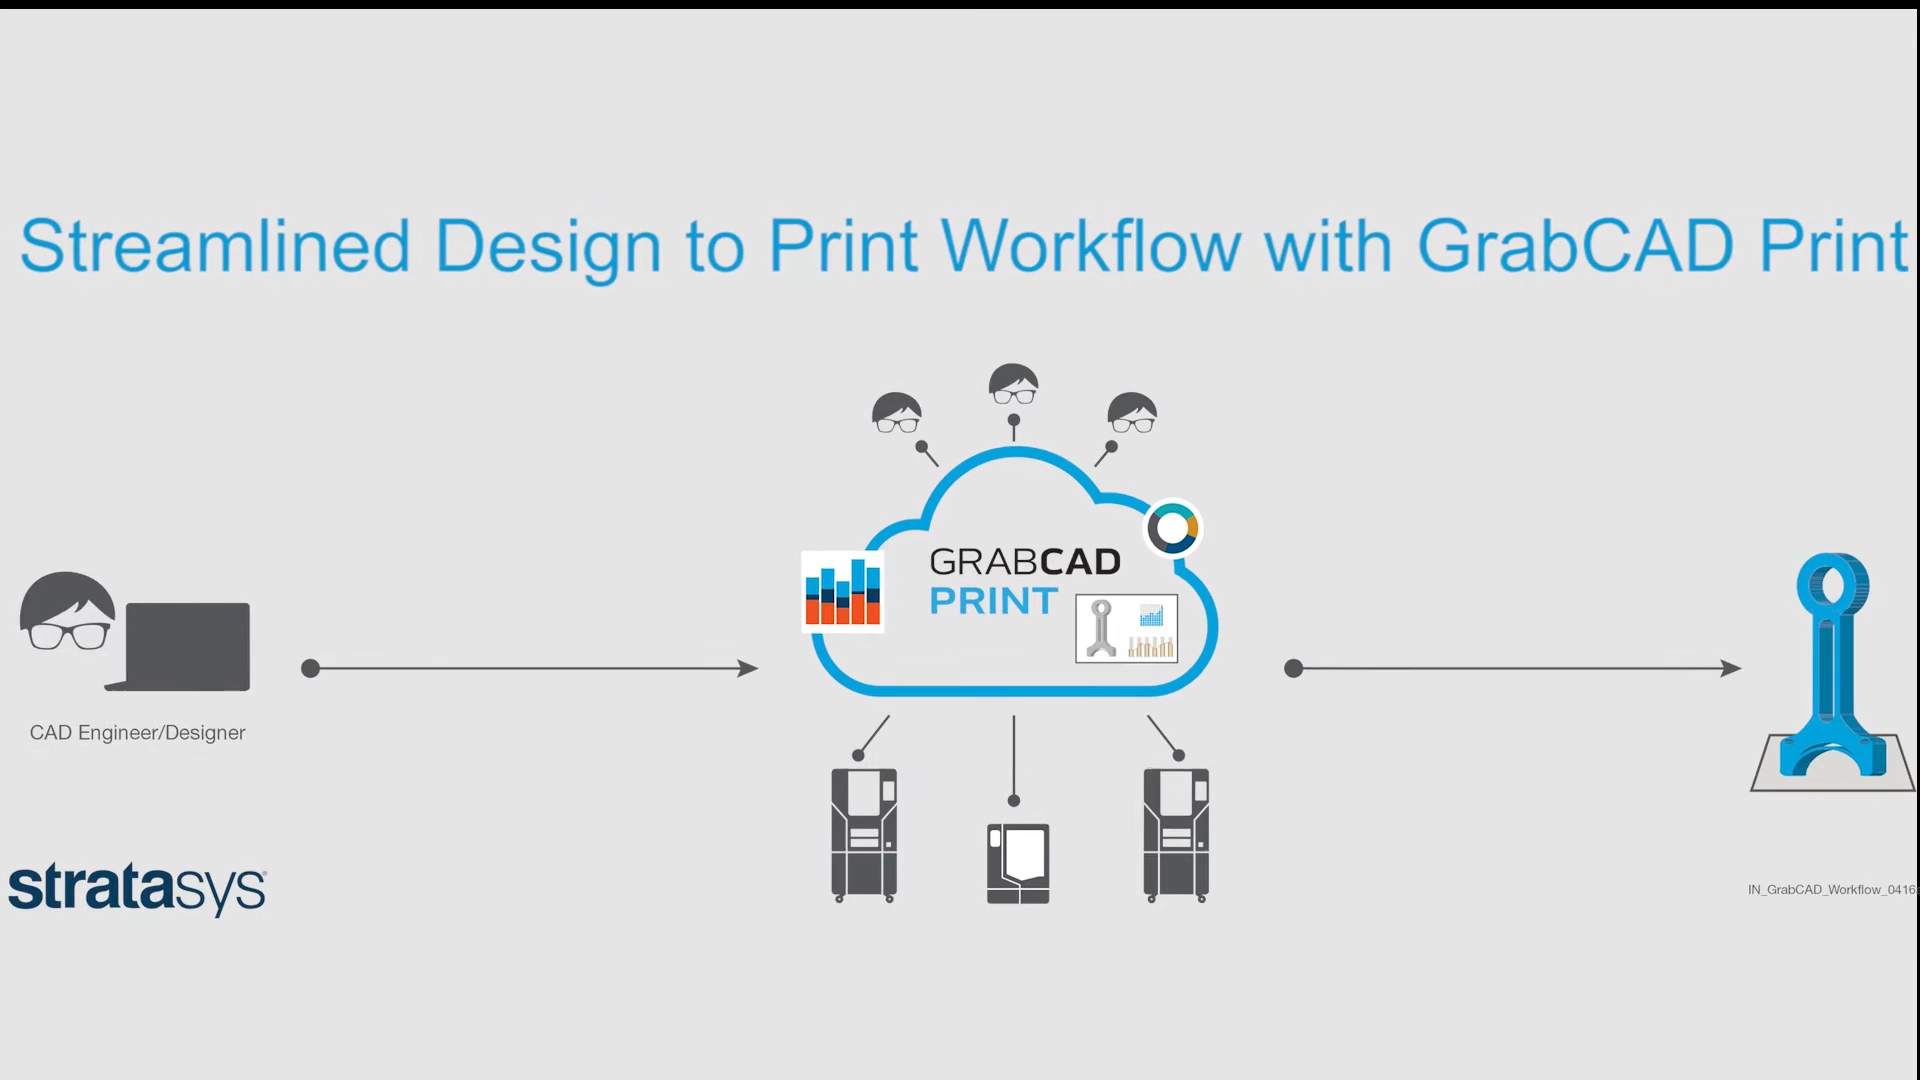 Streamlined Design to Print Workflow with GrabCAD Print
GRABCAD
PRINT
CAD Engineer/Designer
stratasys
IN_GrabCAD_Workflow_0416